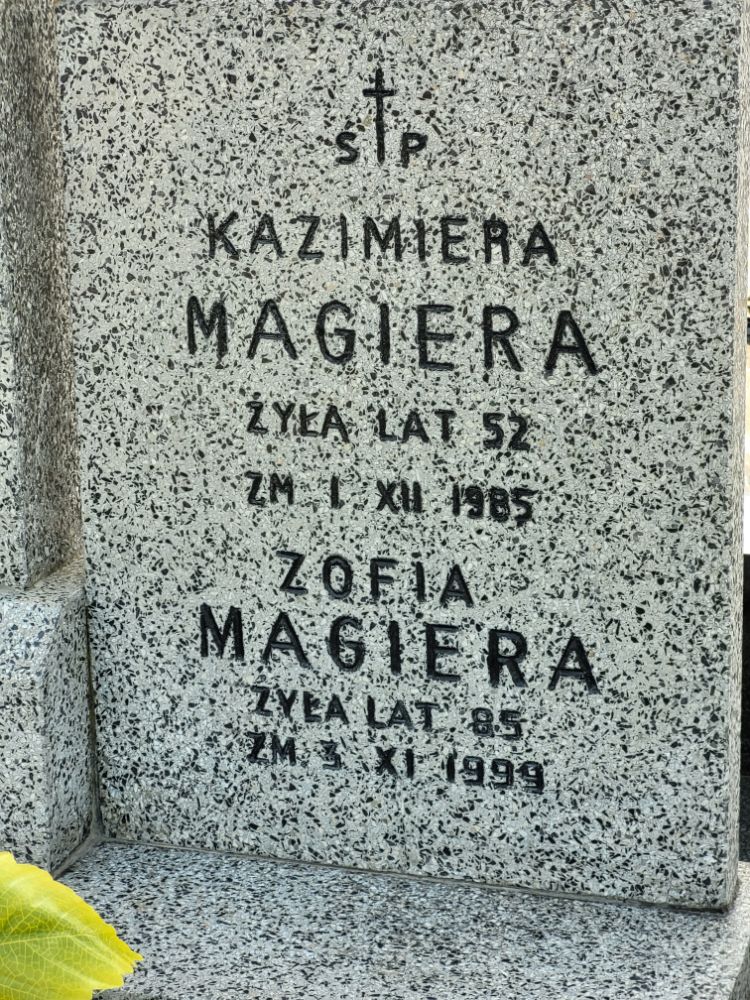 Ś P
KAZIMIERA
MAGIERA
ŻYŁA LAT 52
ZM 1 XII 1985
ZOFIA
MAGIERA
ŻYŁA LAT 85
ZM 3 XI 1999